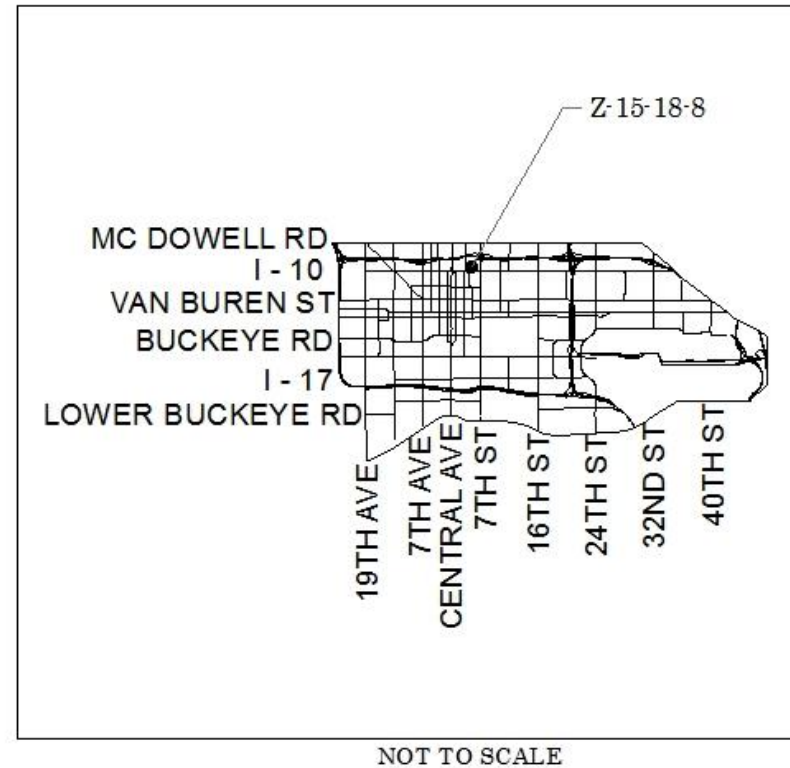 Z-15-18-8
MC DOWELL RD
I - 10
VAN BUREN ST
BUCKEYE RD
I - 17
LOWER BUCKEYE RD
19TH AVE
7TH AVE
CENTRAL AVE
7TH ST
16TH ST
24TH ST
32ND ST
40TH ST
NOT TO SCALE